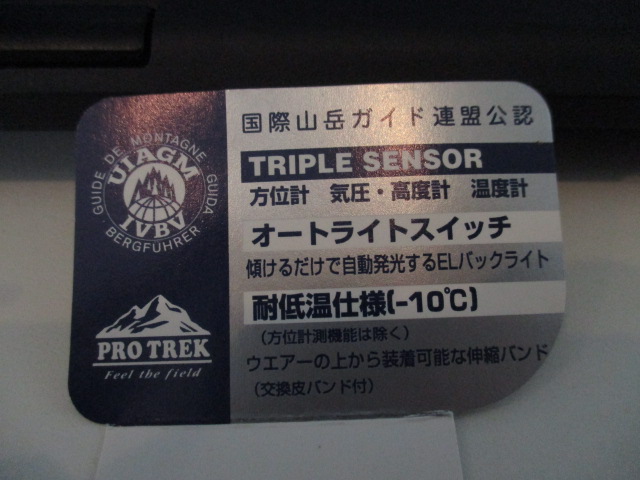 GUIDE DE MONTAGNE GUIDA
UIAGM
IVBV
BERGFÜHRER
PRO TREK
Feel the field
国際山岳ガイド連盟公認
TRIPLE SENSOR
方位計 気圧・高度計 温度計
オートライトスイッチ
傾けるだけで自動発光するELバックライト
耐低温仕様(-10℃)
(方位計測機能は除く)
ウエアーの上から装着可能な伸縮バンド
(交換皮バンド付)